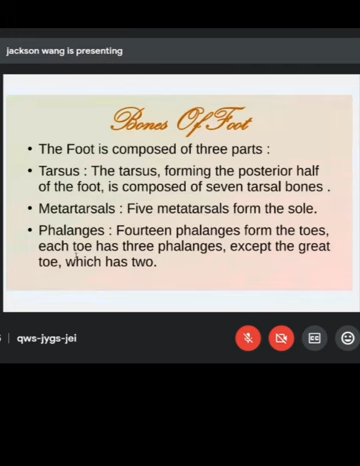 jackson wang is presenting
Bones Of Foot
• The Foot is composed of three parts :
• Tarsus : The tarsus, forming the posterior half
of the foot, is composed of seven tarsal bones .
• Metartarsals : Five metatarsals form the sole.
• Phalanges : Fourteen phalanges form the toes,
each toe has three phalanges, except the great
toe, which has two.
| qws-jygs-jei